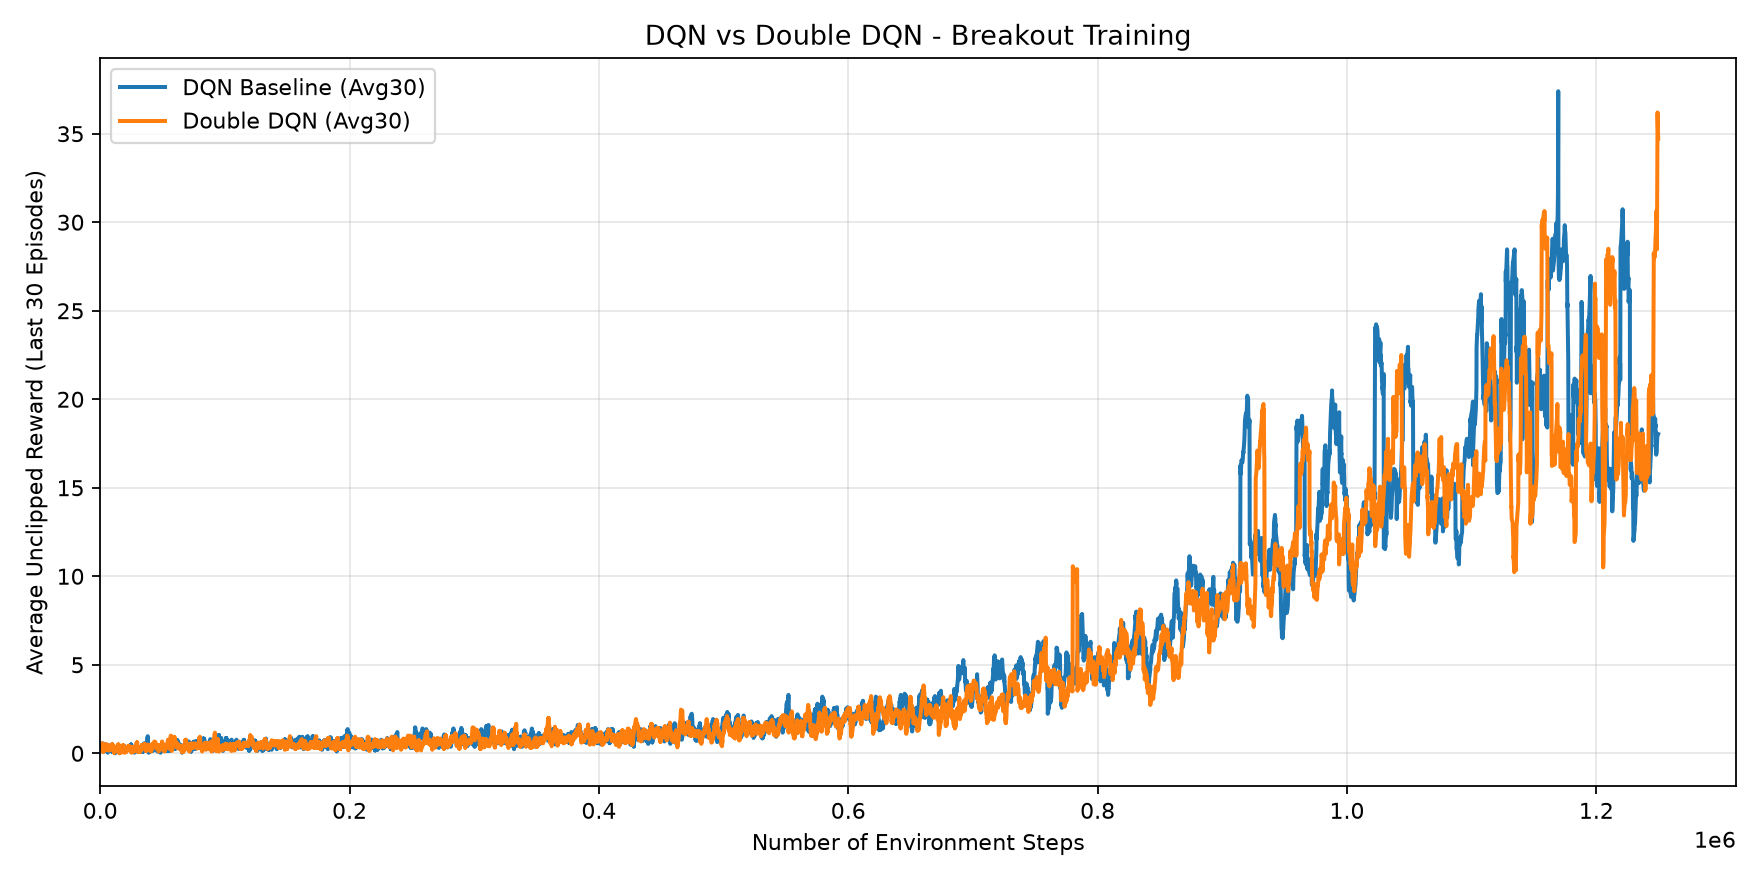 DQN vs Double DQN - Breakout Training
DQN Baseline (Avg30)
Double DQN (Avg30)
Average Unclipped Reward (Last 30 Episodes)
35
30
25
20
15
10
5
0
0.0 0.2 0.4 0.6 0.8 1.0 1.2
1e6
Number of Environment Steps